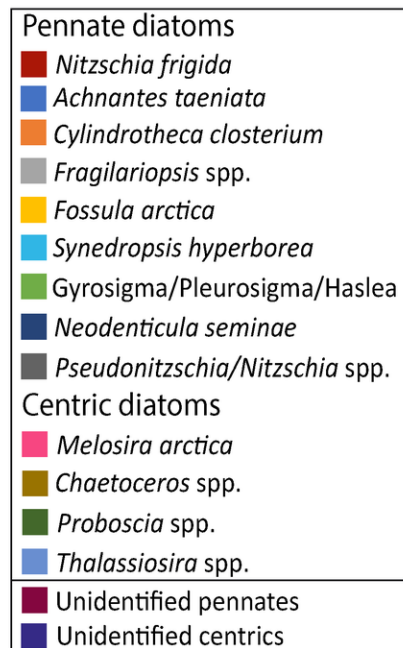 Pennate diatoms
Nitzschia frigida
Achnantes taeniata
Cylindrotheca closterium
Fragilariopsis spp.
Fossula arctica
Synedropsis hyperborea
Gyrosigma/Pleurosigma/Haslea
Neodenticula seminae
Pseudonitzschia/Nitzschia spp.
Centric diatoms
Melosira arctica
Chaetoceros spp.
Proboscia spp.
Thalassiosira spp.
Unidentified pennates
Unidentified centrics